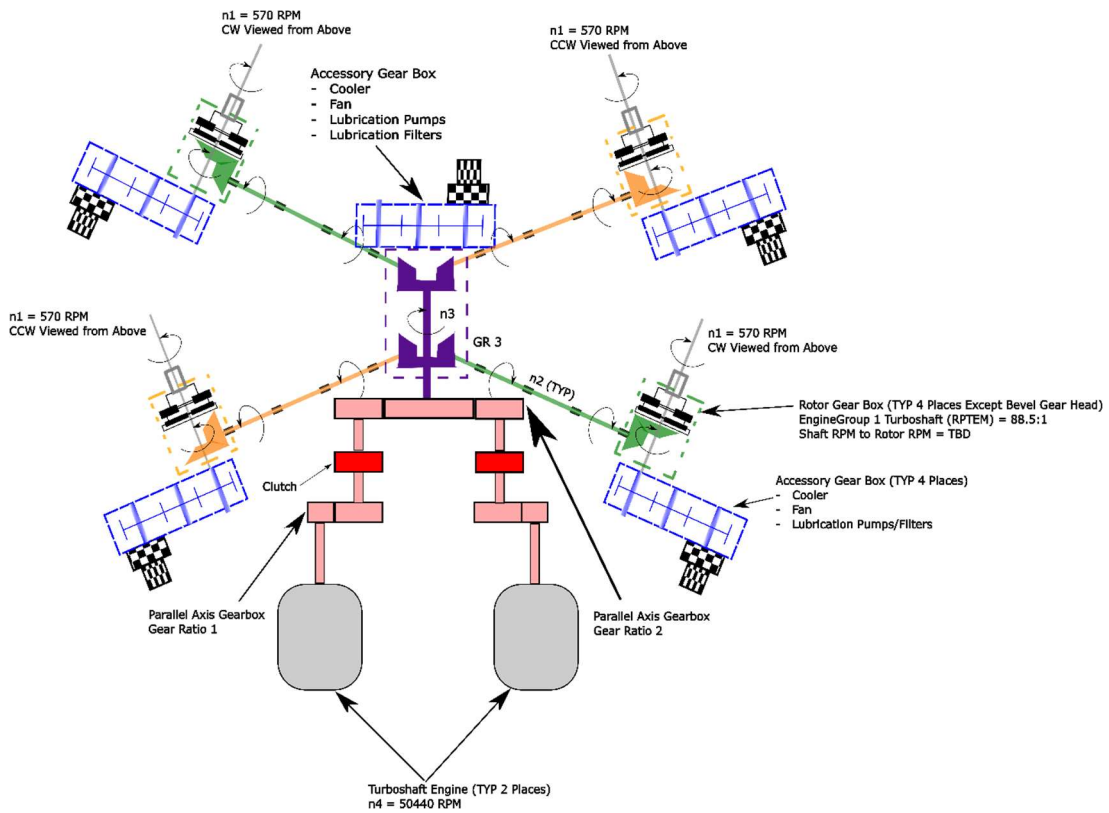 n1 = 570 RPM
CW Viewed from Above
n1 = 570 RPM
CCW Viewed from Above
Accessory Gear Box
- Cooler
- Fan
- Lubrication Pumps
- Lubrication Filters
n3
GR 3
n1 = 570 RPM
CCW Viewed from Above
n1 = 570 RPM
CW Viewed from Above
n2 (TYP)
Rotor Gear Box (TYP 4 Places Except Bevel Gear Head)
EngineGroup 1 Turboshaft (RPTEM) = 88.5:1
Shaft RPM to Rotor RPM = TBD
Clutch
Accessory Gear Box (TYP 4 Places)
- Cooler
- Fan
- Lubrication Pumps/Filters
Parallel Axis Gearbox
Gear Ratio 1
Parallel Axis Gearbox
Gear Ratio 2
Turboshaft Engine (TYP 2 Places)
n4 = 50440 RPM